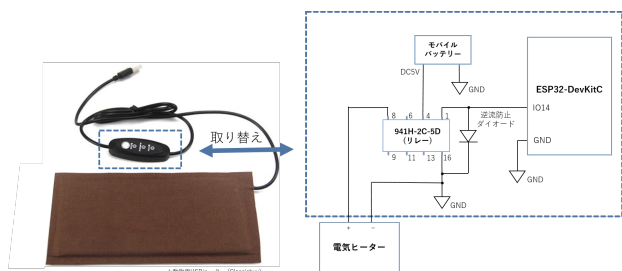 取り替え
モバイル
バッテリー
DC5V
GND
ESP32-DevKitC
IO14
GND
GND
8
6
4
1
941H-2C-5D
(リレー)
9
11
13
16
逆流防止
ダイオード
GND
+
−
電気ヒーター